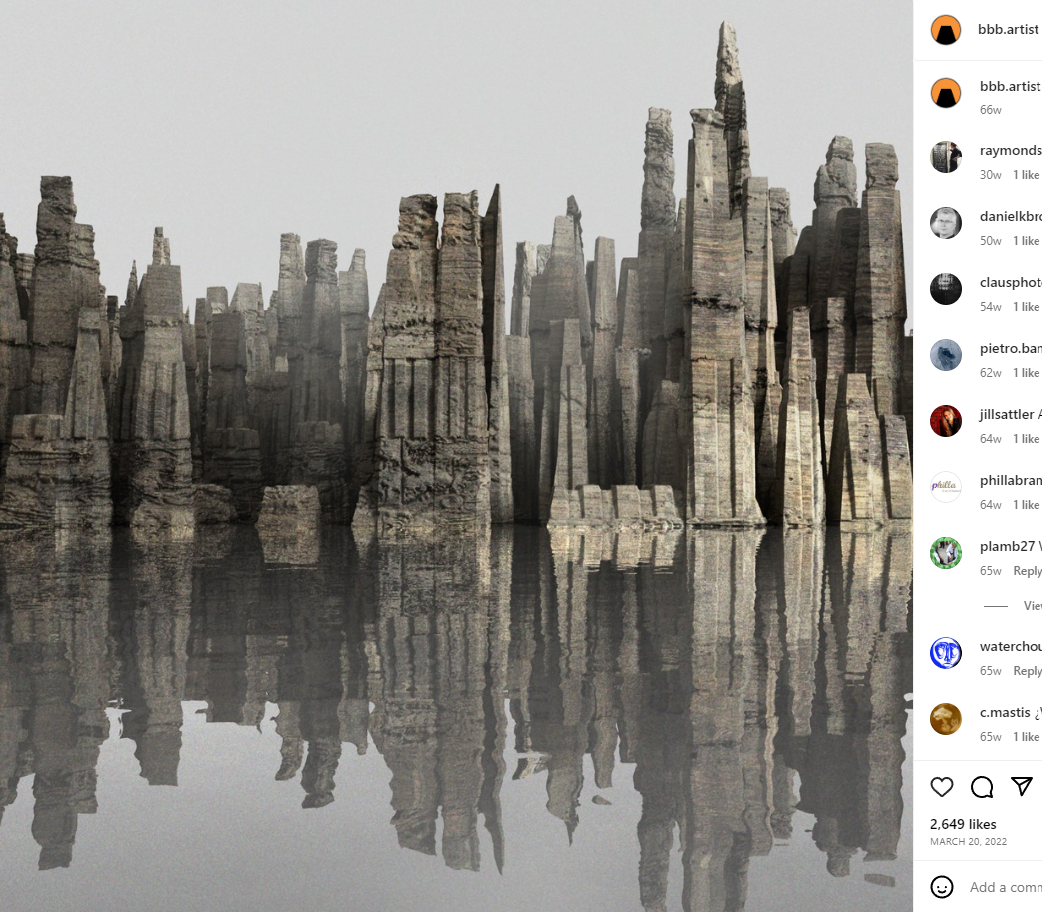 bbb.artist
bbb.artist
66w
raymonds
30w 1 like
danielkbro
50w 1 like
clausphoto
54w 1 like
pietro.ban
62w 1 like
jillsattler A
64w 1 like
philla
phillabram
64w 1 like
plamb27 V
65w Reply
View
waterchou
65w Reply
c.mastis ¿V
65w 1 like
2,649 likes
MARCH 20, 2022
Add a comm